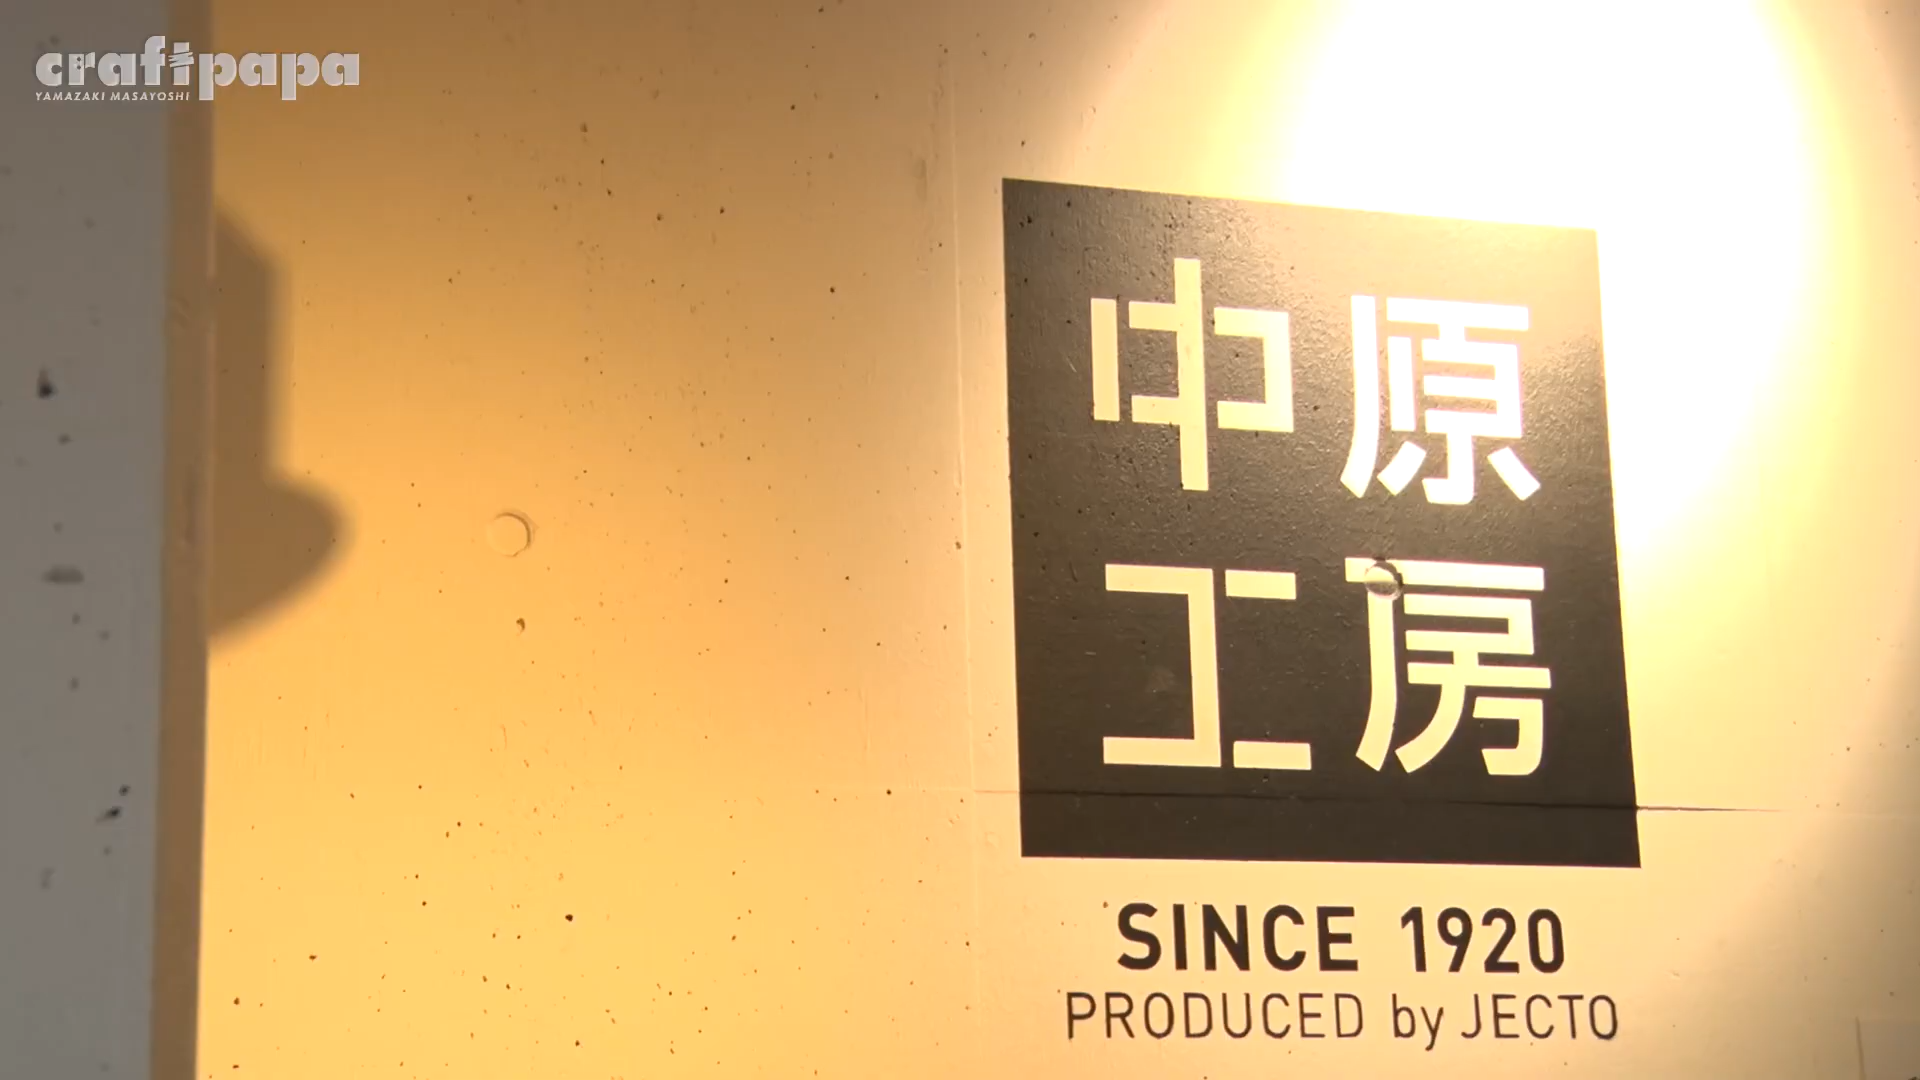 craftpapa
YAMAZAKI MASAYOSHI
中原
工房
SINCE 1920
PRODUCED by JECTO